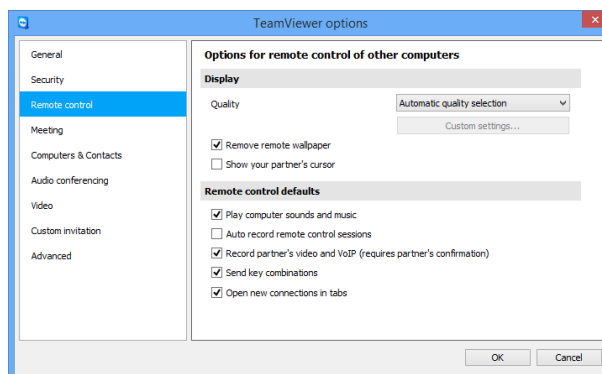 TeamViewer options
General
Security
Remote control
Meeting
Computers & Contacts
Audio conferencing
Video
Custom invitation
Advanced
Options for remote control of other computers
Display
Quality
Automatic quality selection
Custom settings...
Remove remote wallpaper
Show your partner's cursor
Remote control defaults
Play computer sounds and music
Auto record remote control sessions
Record partner's video and VoIP (requires partner's confirmation)
Send key combinations
Open new connections in tabs
OK
Cancel